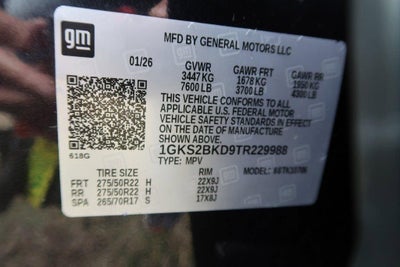 gm
MFD BY GENERAL MOTORS LLC
01/26 GVWR GAWR FRT GAWR RR
3447 KG 1678 KG 1950 KG
7600 LB 3700 LB 4300 LB
THIS VEHICLE CONFORMS TO ALL
APPLICABLE U.S. FEDERAL MOTOR
VEHICLE SAFETY STANDARDS IN EFFECT
ON THE DATE OF MANUFACTURE
SHOWN ABOVE.
618G
1GKS2BKD9TR229988
TYPE: MPV
TIRE SIZE RIM MODEL:
FRT 275/50R22 H 22X9J
RR 275/50R22 H 22X9J
SPA 265/70R17 S 17X8J